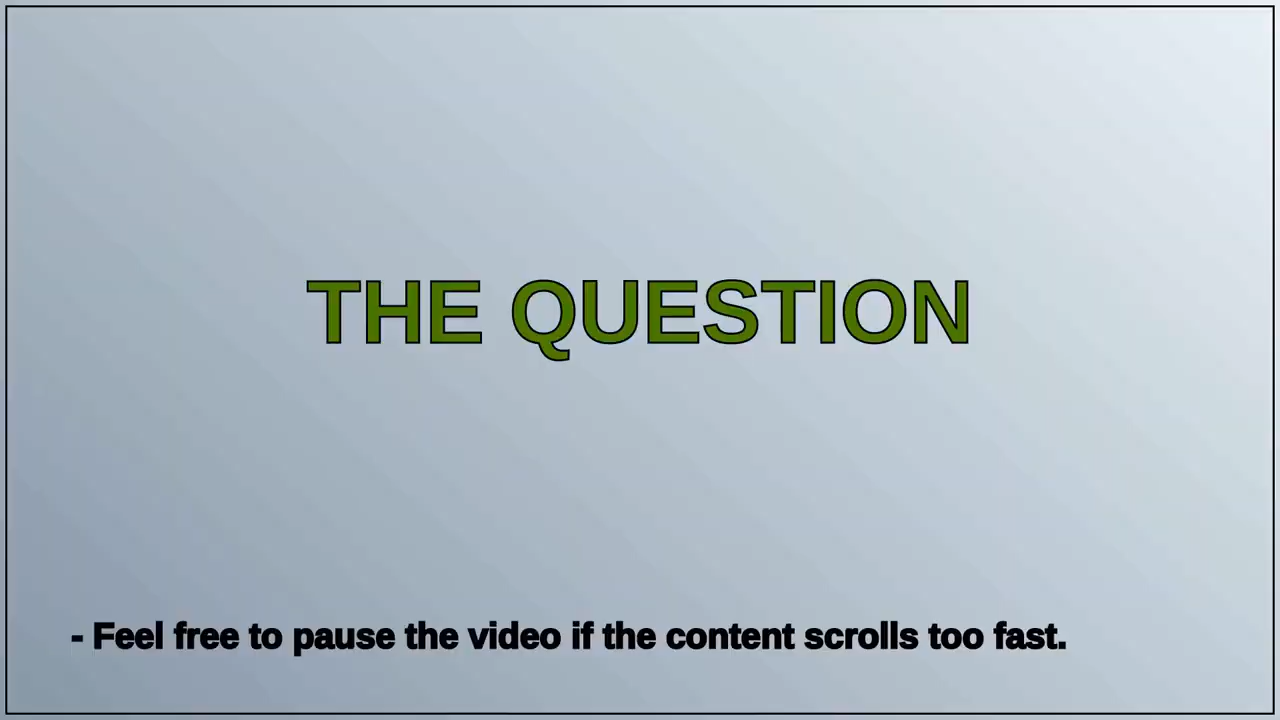 THE QUESTION
- Feel free to pause the video if the content scrolls too fast.